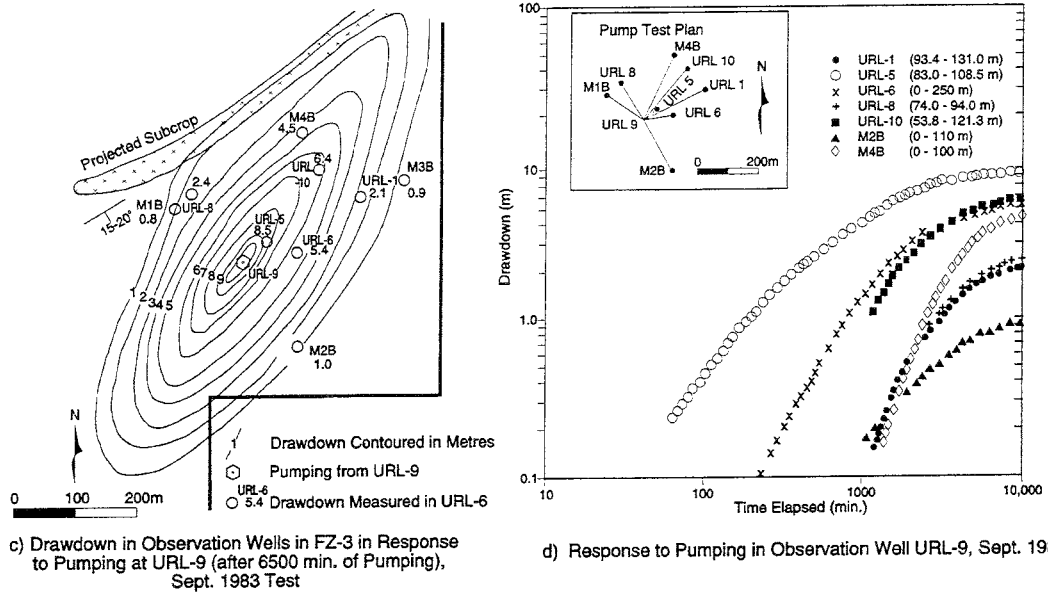 Projected Subcrop
15-20°
M4B
4.5
6.4
URL
-10
M3B
0.9
URL-1
2.1
2.4
URL-8
M1B
0.8
URL-5
8.5
URL-6
5.4
URL-9
6 7 8 9
1 2 3 4 5
M2B
1.0
N
0 100 200m
1 Drawdown Contoured in Metres
Pumping from URL-9
URL-6
5.4 Drawdown Measured in URL-6
c) Drawdown in Observation Wells in FZ-3 in Response
to Pumping at URL-9 (after 6500 min. of Pumping),
Sept. 1983 Test
Pump Test Plan
M4B
URL 10
N
URL 8
URL 5
URL 1
M1B
URL 6
URL 9
0 200m
M2B
URL-1 (93.4 - 131.0 m)
URL-5 (83.0 - 108.5 m)
URL-6 (0 - 250 m)
URL-8 (74.0 - 94.0 m)
URL-10 (53.8 - 121.3 m)
M2B (0 - 110 m)
M4B (0 - 100 m)
100
10
1.0
0.1
Drawdown (m)
10 100 1000 10,000
Time Elapsed (min.)
d) Response to Pumping in Observation Well URL-9, Sept. 19